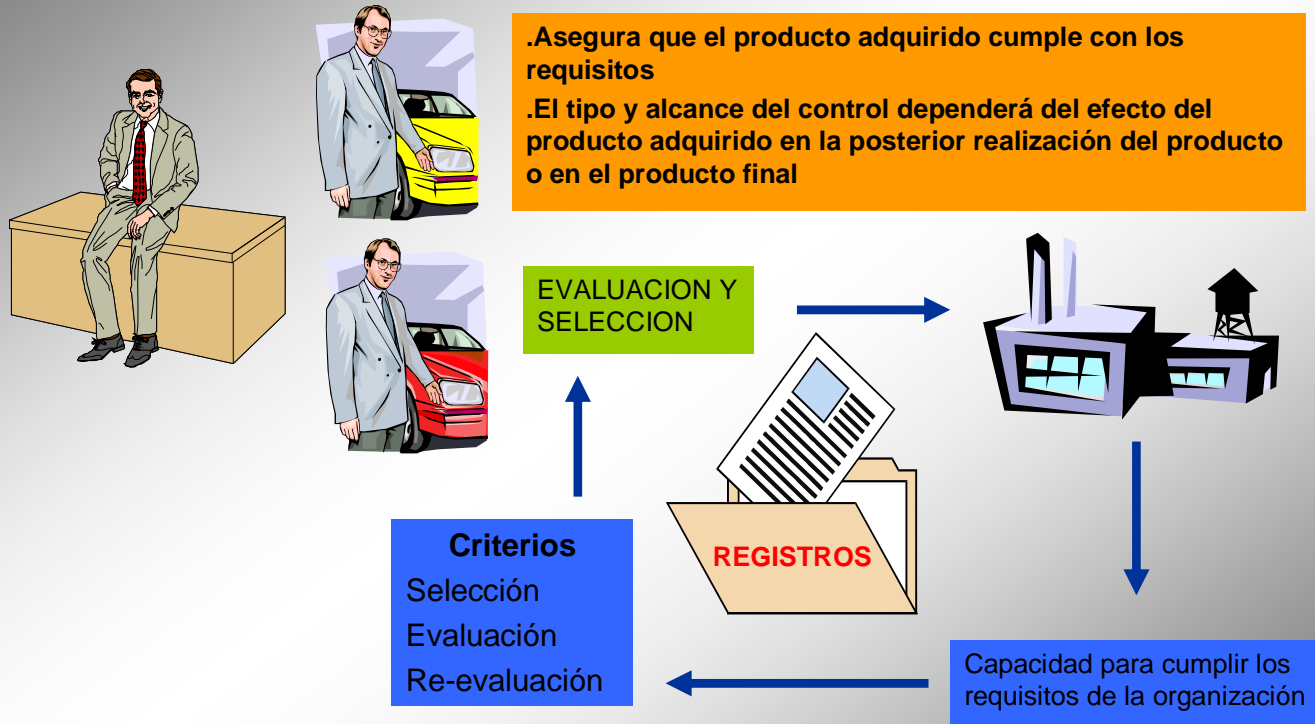 .Asegura que el producto adquirido cumple con los
requisitos
.El tipo y alcance del control dependerá del efecto del
producto adquirido en la posterior realización del producto
o en el producto final
EVALUACION Y
SELECCION
REGISTROS
Criterios
Selección
Evaluación
Re-evaluación
Capacidad para cumplir los
requisitos de la organización